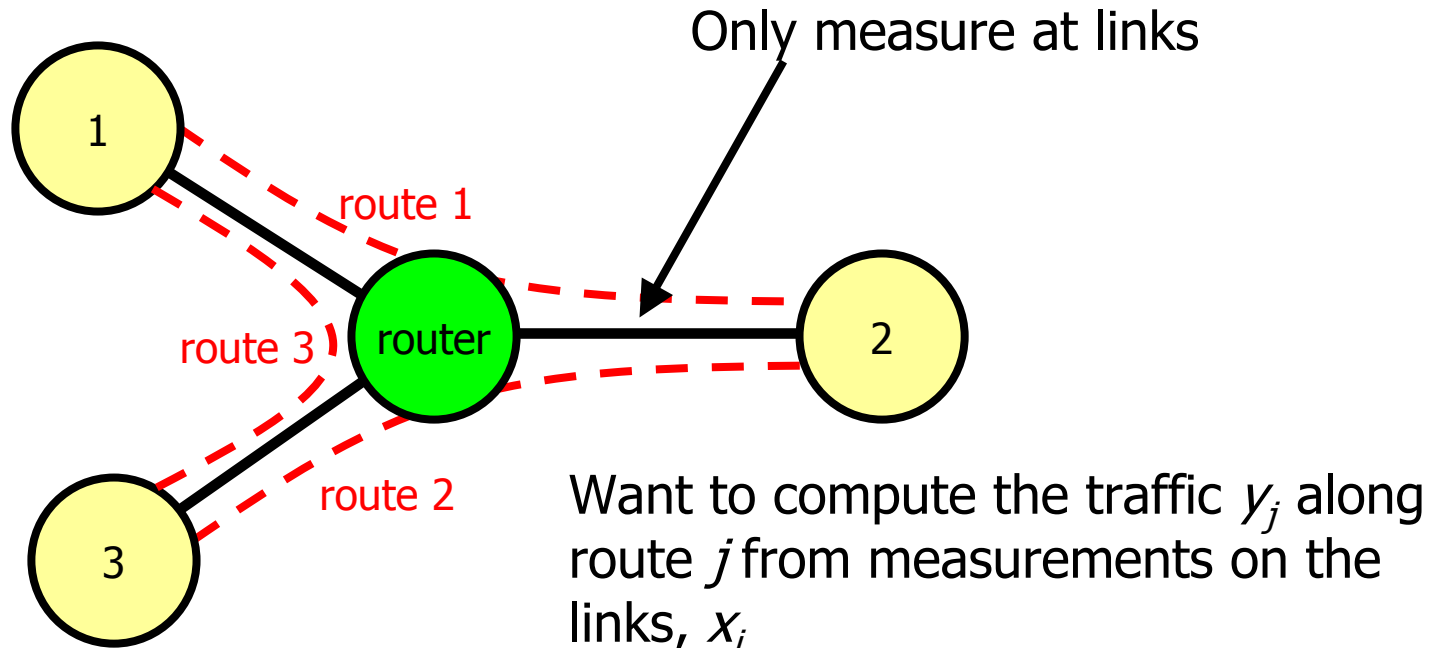 Only measure at links
1
route 1
route 3
router
2
route 2
3
Want to compute the traffic yj along
route j from measurements on the
links, xi